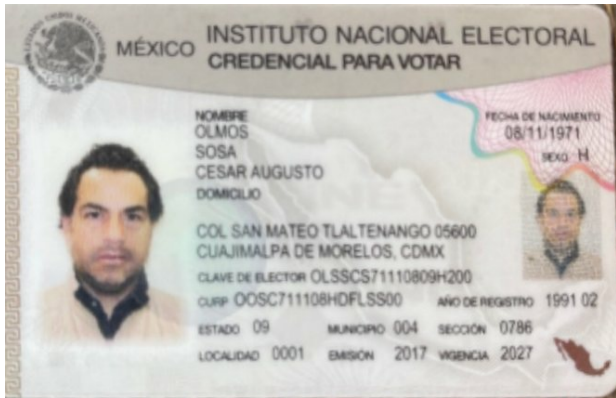 MÉXICO INSTITUTO NACIONAL ELECTORAL
CREDENCIAL PARA VOTAR
NOMBRE
OLMOS
SOSA
CESAR AUGUSTO
FECHA DE NACIMIENTO
08/11/1971
SEXO H
DOMICILIO
COL SAN MATEO TLALTENANGO 05600
CUAJIMALPA DE MORELOS, CDMX
CLAVE DE ELECTOR OLSSCS71110809H200
CURP OOSC711108HDFLSS00 AÑO DE REGISTRO 1991 02
ESTADO 09 MUNICIPIO 004 SECCIÓN 0786
LOCALIDAD 0001 EMISIÓN 2017 VIGENCIA 2027